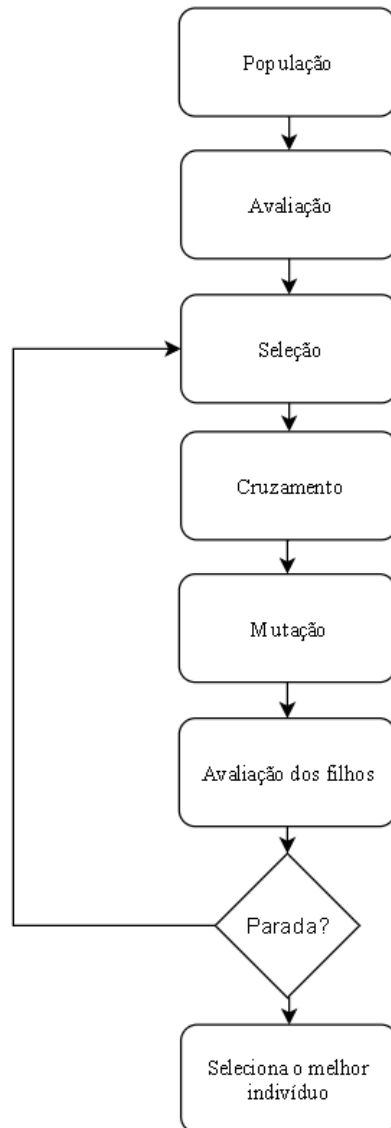 População
Avaliação
Seleção
Cruzamento
Mutação
Avaliação dos filhos
Parada?
Seleciona o melhor
indivíduo